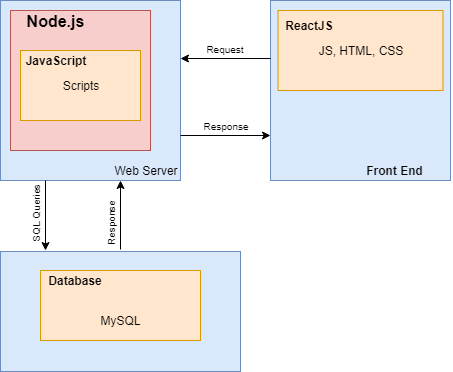 Node.js
JavaScript
Scripts
Web Server
Request
Response
ReactJS
JS, HTML, CSS
Front End
SQL Queries
Response
Database
MySQL